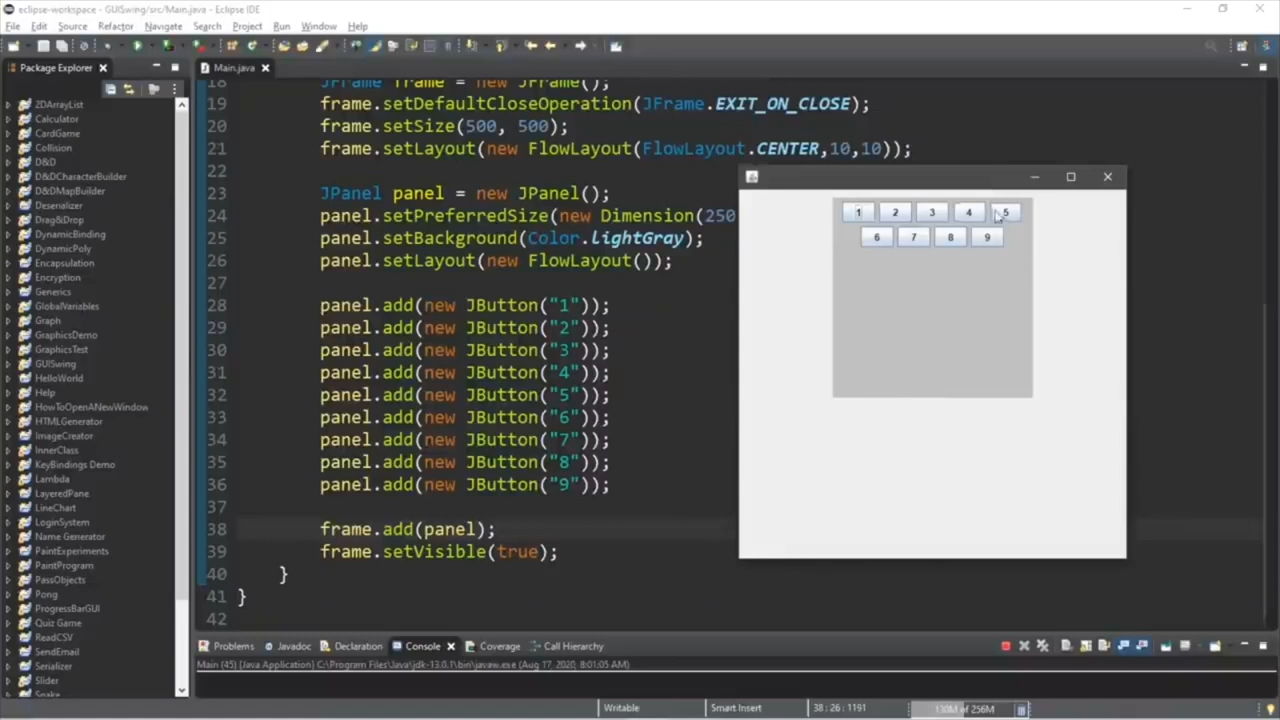 eclipse-workspace - GUISwing/src/Main.java - Eclipse IDE
File Edit Source Refactor Navigate Search Project Run Window Help
Package Explorer
Main.java
2DArrayList
Calculator
CardGame
Collision
D&D
D&DCharacterBuilder
D&DMapBuilder
Deserializer
Drag&Drop
DynamicBinding
DynamicPoly
Encapsulation
Encryption
Generics
GlobalVariables
Graph
GraphicsDemo
GraphicsTest
GUISwing
HelloWorld
Help
HowToOpenANewWindow
HTMLGenerator
ImageCreator
InnerClass
KeyBindings Demo
Lambda
LayeredPane
LineChart
LoginSystem
Name Generator
PaintExperiments
PaintProgram
PassObjects
Pong
ProgressBarGUI
Quiz Game
ReadCSV
SendEmail
Serializer
Slider
Snake
18 JFrame frame = new JFrame();
19 frame.setDefaultCloseOperation(JFrame.EXIT_ON_CLOSE);
20 frame.setSize(500, 500);
21 frame.setLayout(new FlowLayout(FlowLayout.CENTER,10,10));
22
23 JPanel panel = new JPanel();
24 panel.setPreferredSize(new Dimension(250
25 panel.setBackground(Color.lightGray);
26 panel.setLayout(new FlowLayout());
27
28 panel.add(new JButton("1"));
29 panel.add(new JButton("2"));
30 panel.add(new JButton("3"));
31 panel.add(new JButton("4"));
32 panel.add(new JButton("5"));
33 panel.add(new JButton("6"));
34 panel.add(new JButton("7"));
35 panel.add(new JButton("8"));
36 panel.add(new JButton("9"));
37
38 frame.add(panel);
39 frame.setVisible(true);
40 }
41 }
42
1 2 3 4 5
6 7 8 9
Problems Javadoc Declaration Console Coverage Call Hierarchy
Main (45) [Java Application] C:\Program Files\Java\jdk-13.0.1\bin\javaw.exe (Aug 17, 2020, 8:01:05 AM)
Writable Smart Insert 38 : 26 : 1191 130M of 256M